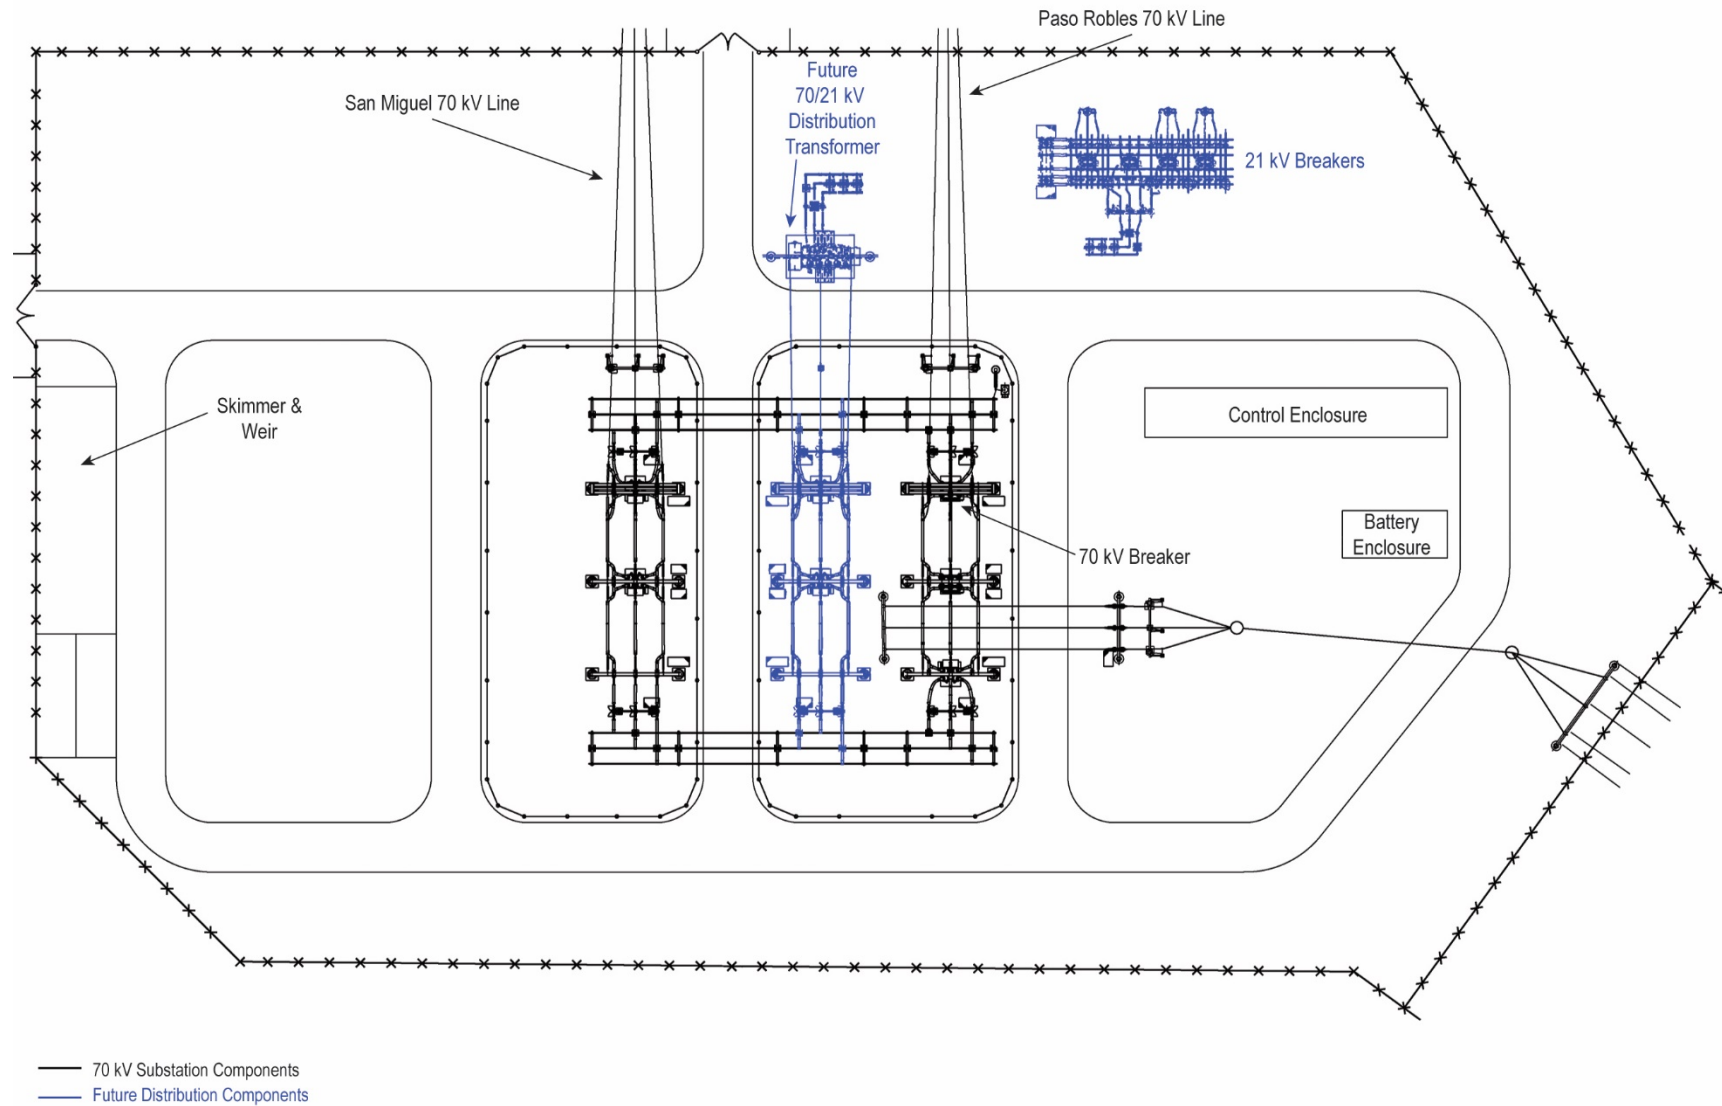 Paso Robles 70 kV Line
San Miguel 70 kV Line
Future
70/21 kV
Distribution
Transformer
21 kV Breakers
Skimmer &
Weir
Control Enclosure
Battery
Enclosure
70 kV Breaker
70 kV Substation Components
Future Distribution Components